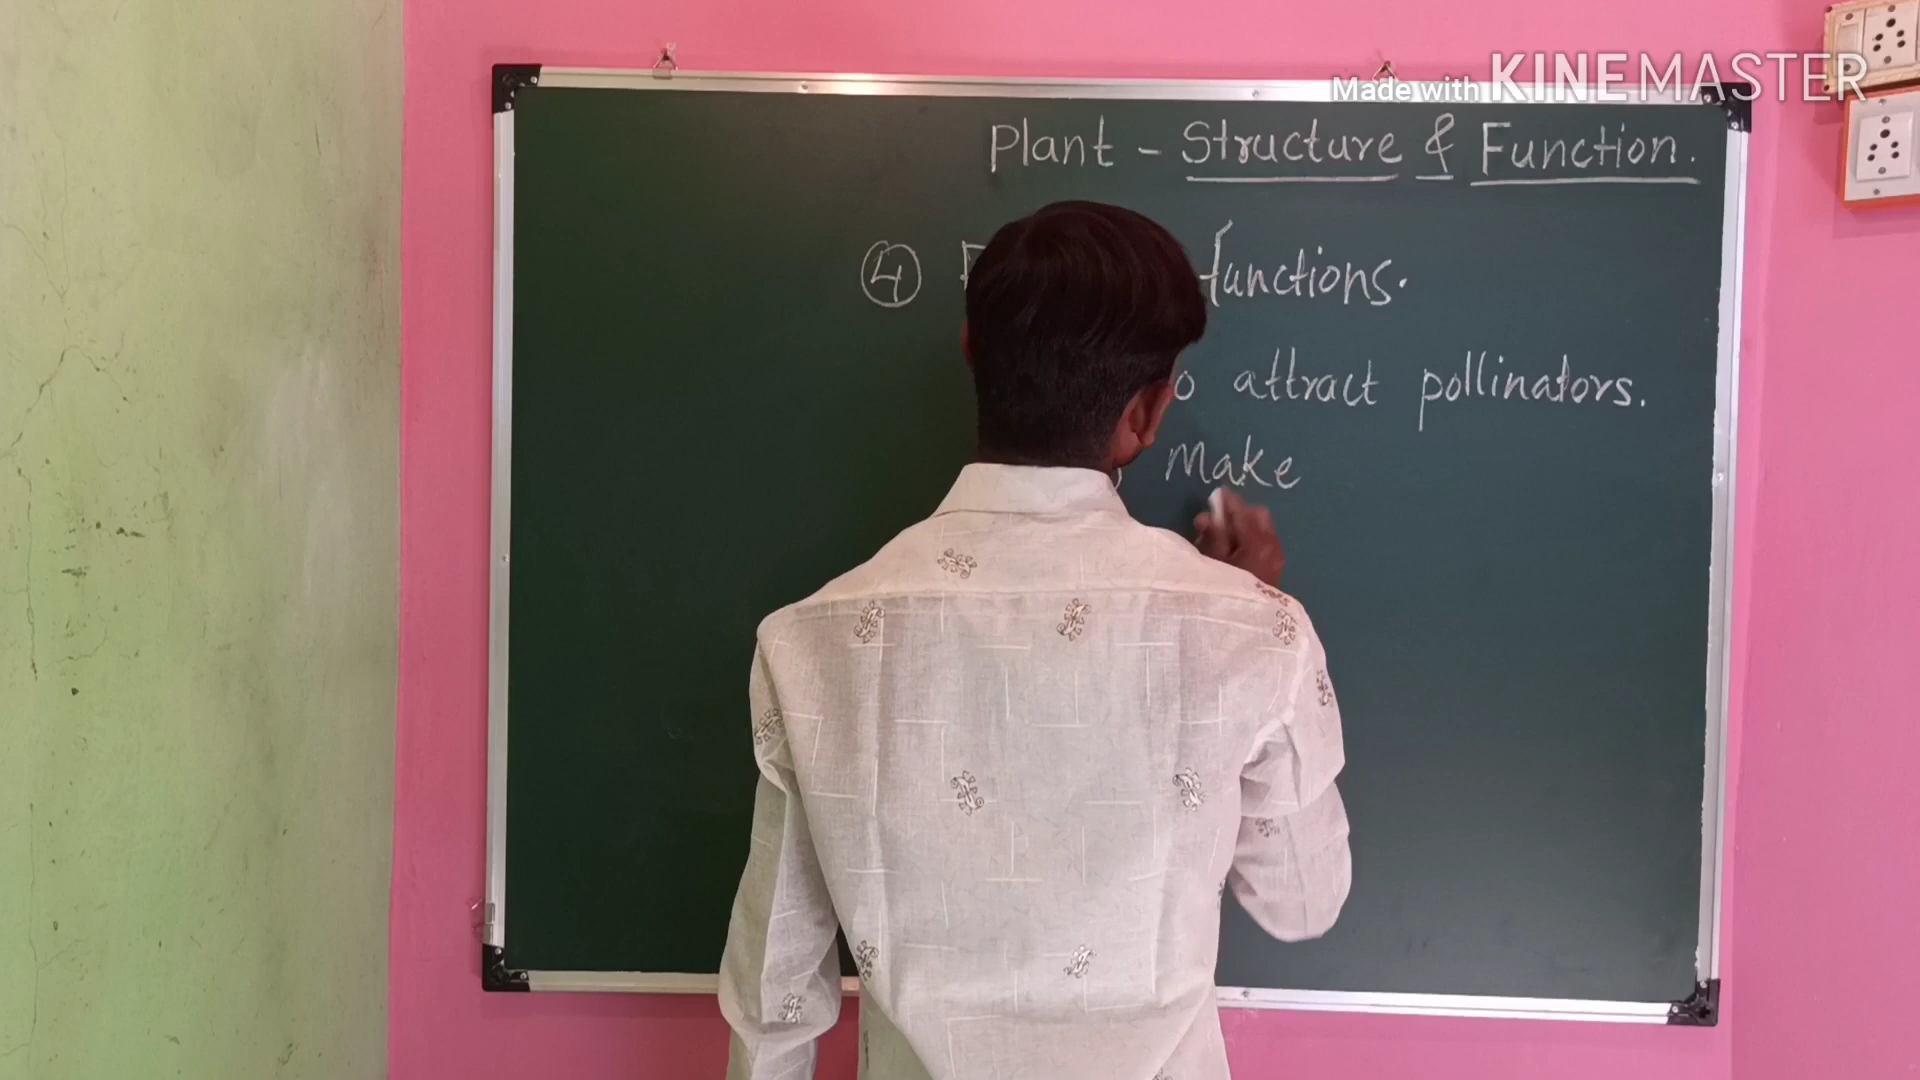 Made with KINEMASTER
Plant - Structure & Function.
④ functions.
attract pollinators.
Make